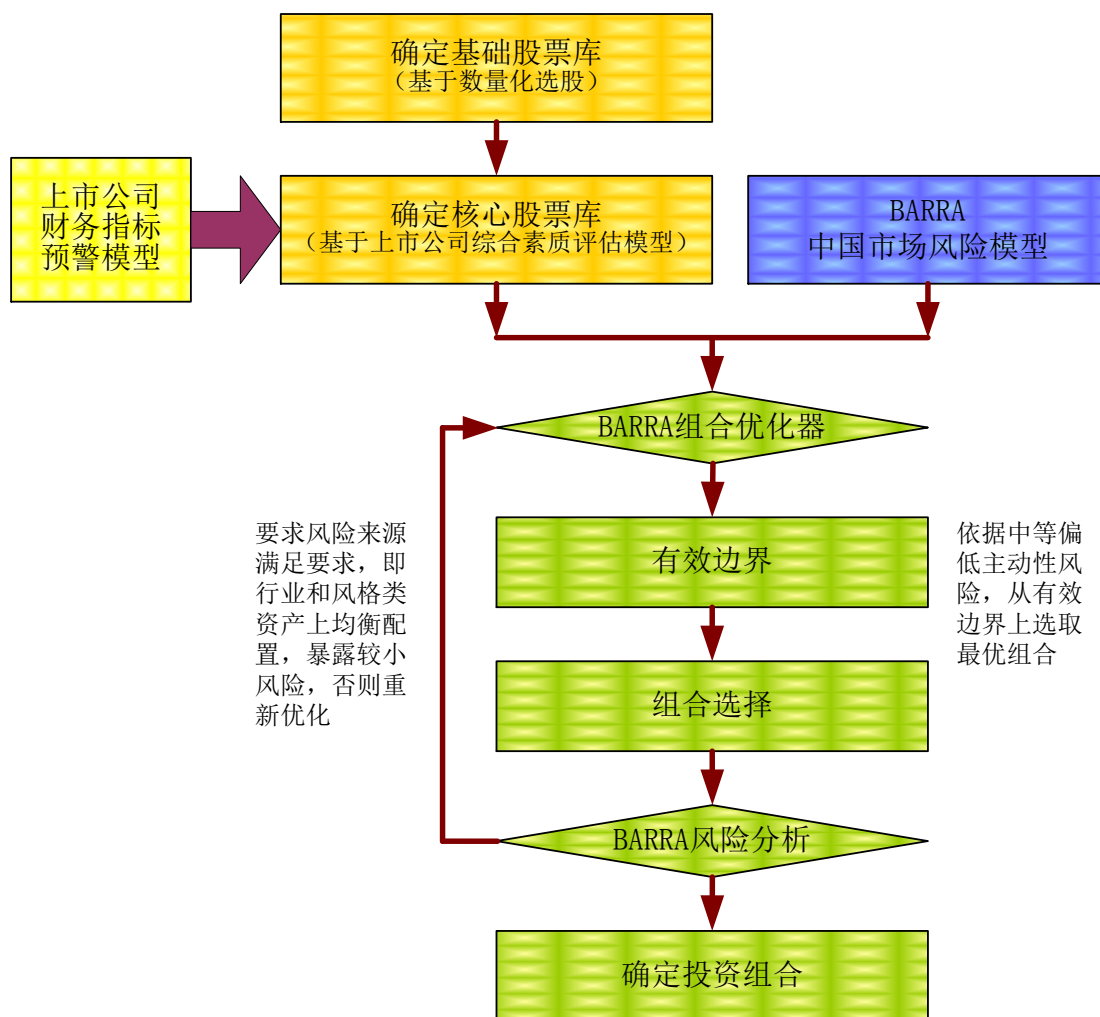 确定基础股票库
（基于数量化选股）
上市公司
财务指标
预警模型
确定核心股票库
（基于上市公司综合素质评估模型）
BARRA
中国市场风险模型
BARRA组合优化器
要求风险来源
满足要求，即
行业和风格类
资产上均衡配
置，暴露较小
风险，否则重
新优化
有效边界
依据中等偏
低主动性风
险，从有效
边界上选取
最优组合
组合选择
BARRA风险分析
确定投资组合